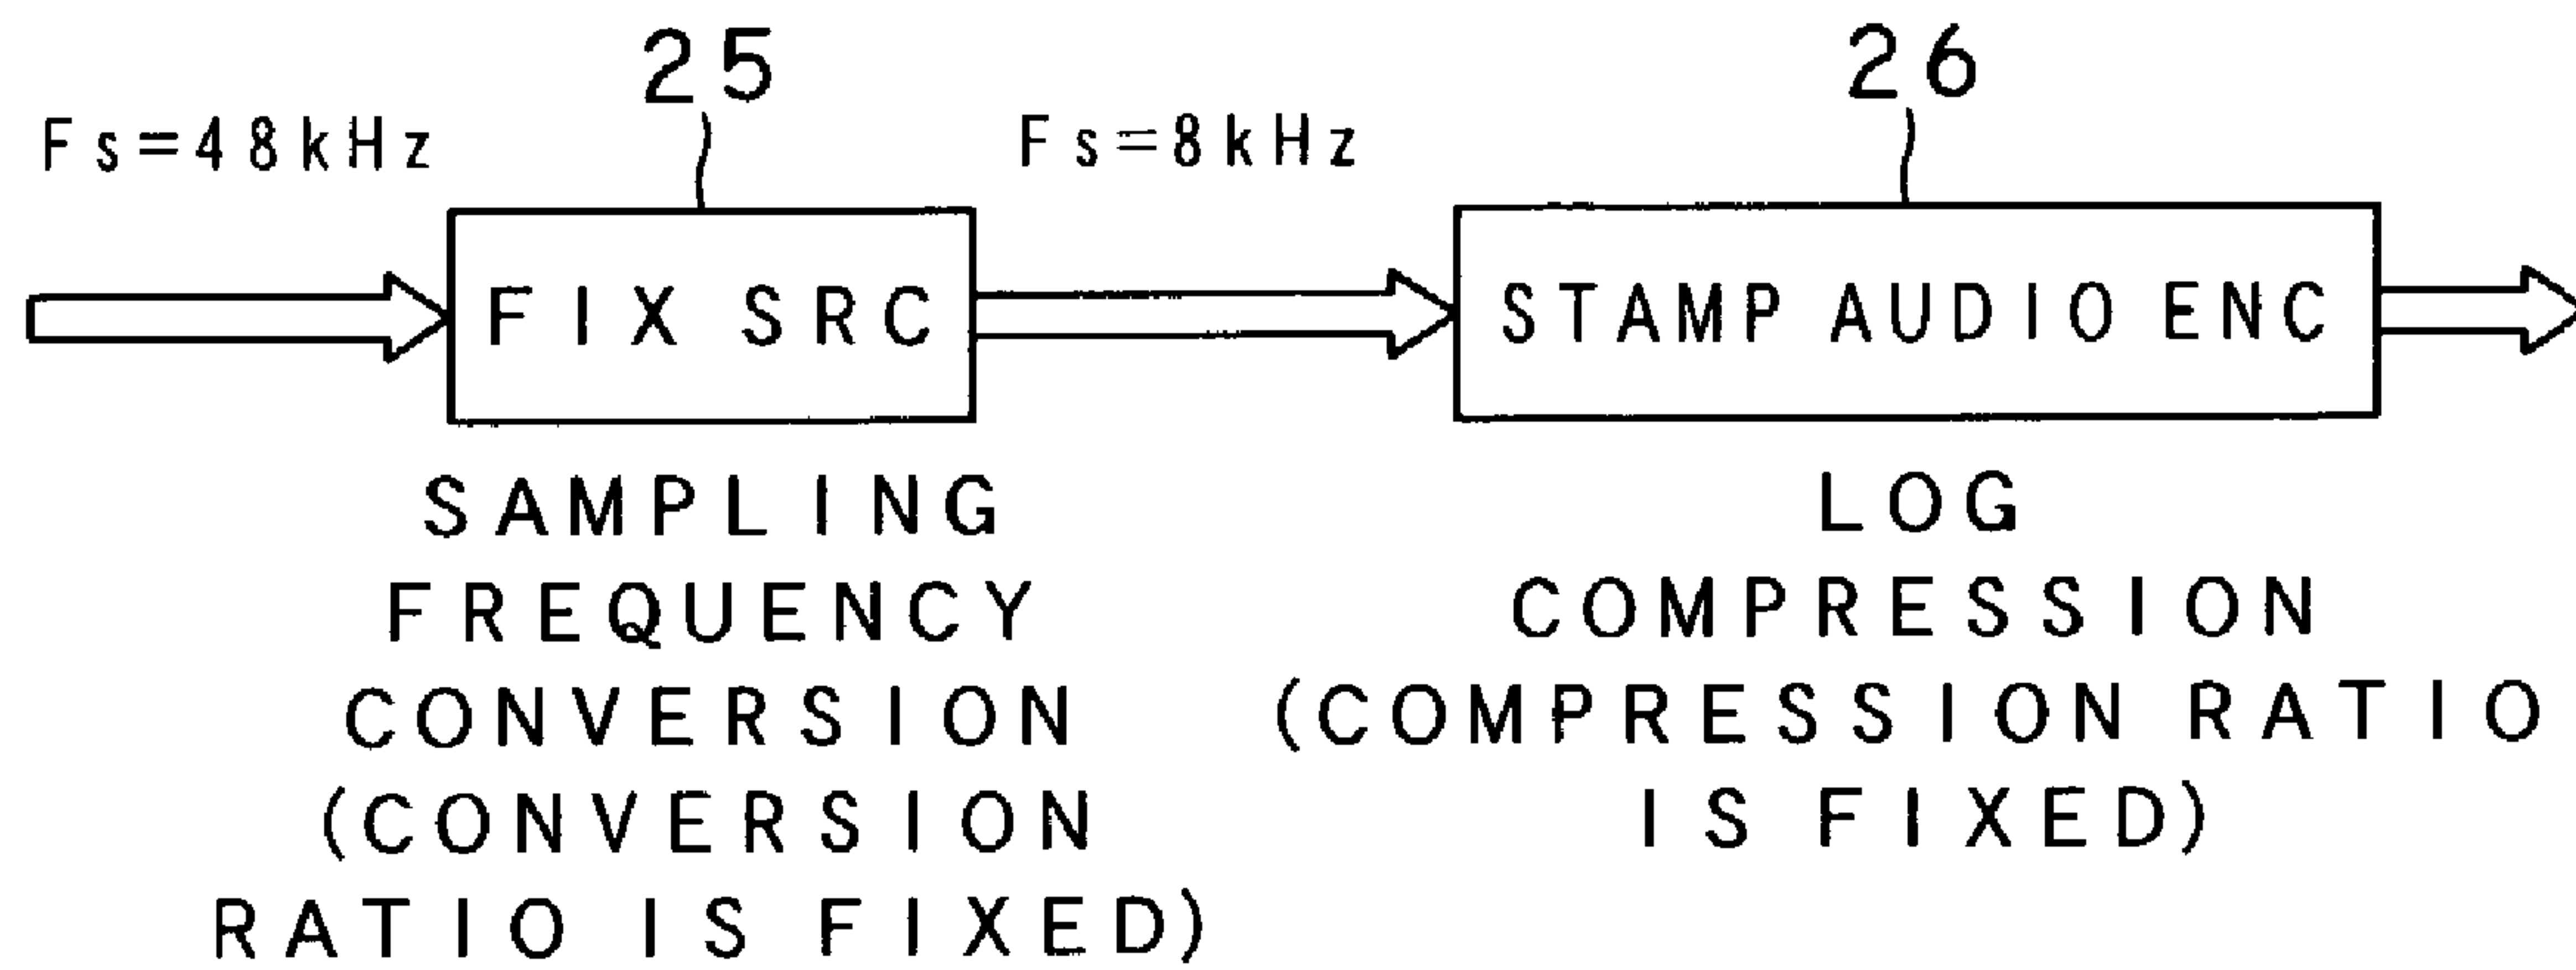 25
26
Fs=48kHz
Fs=8kHz
FIX SRC
STAMP AUDIO ENC
SAMPLING
FREQUENCY
CONVERSION
(CONVERSION
RATIO IS FIXED)
LOG
COMPRESSION
(COMPRESSION RATIO
IS FIXED)